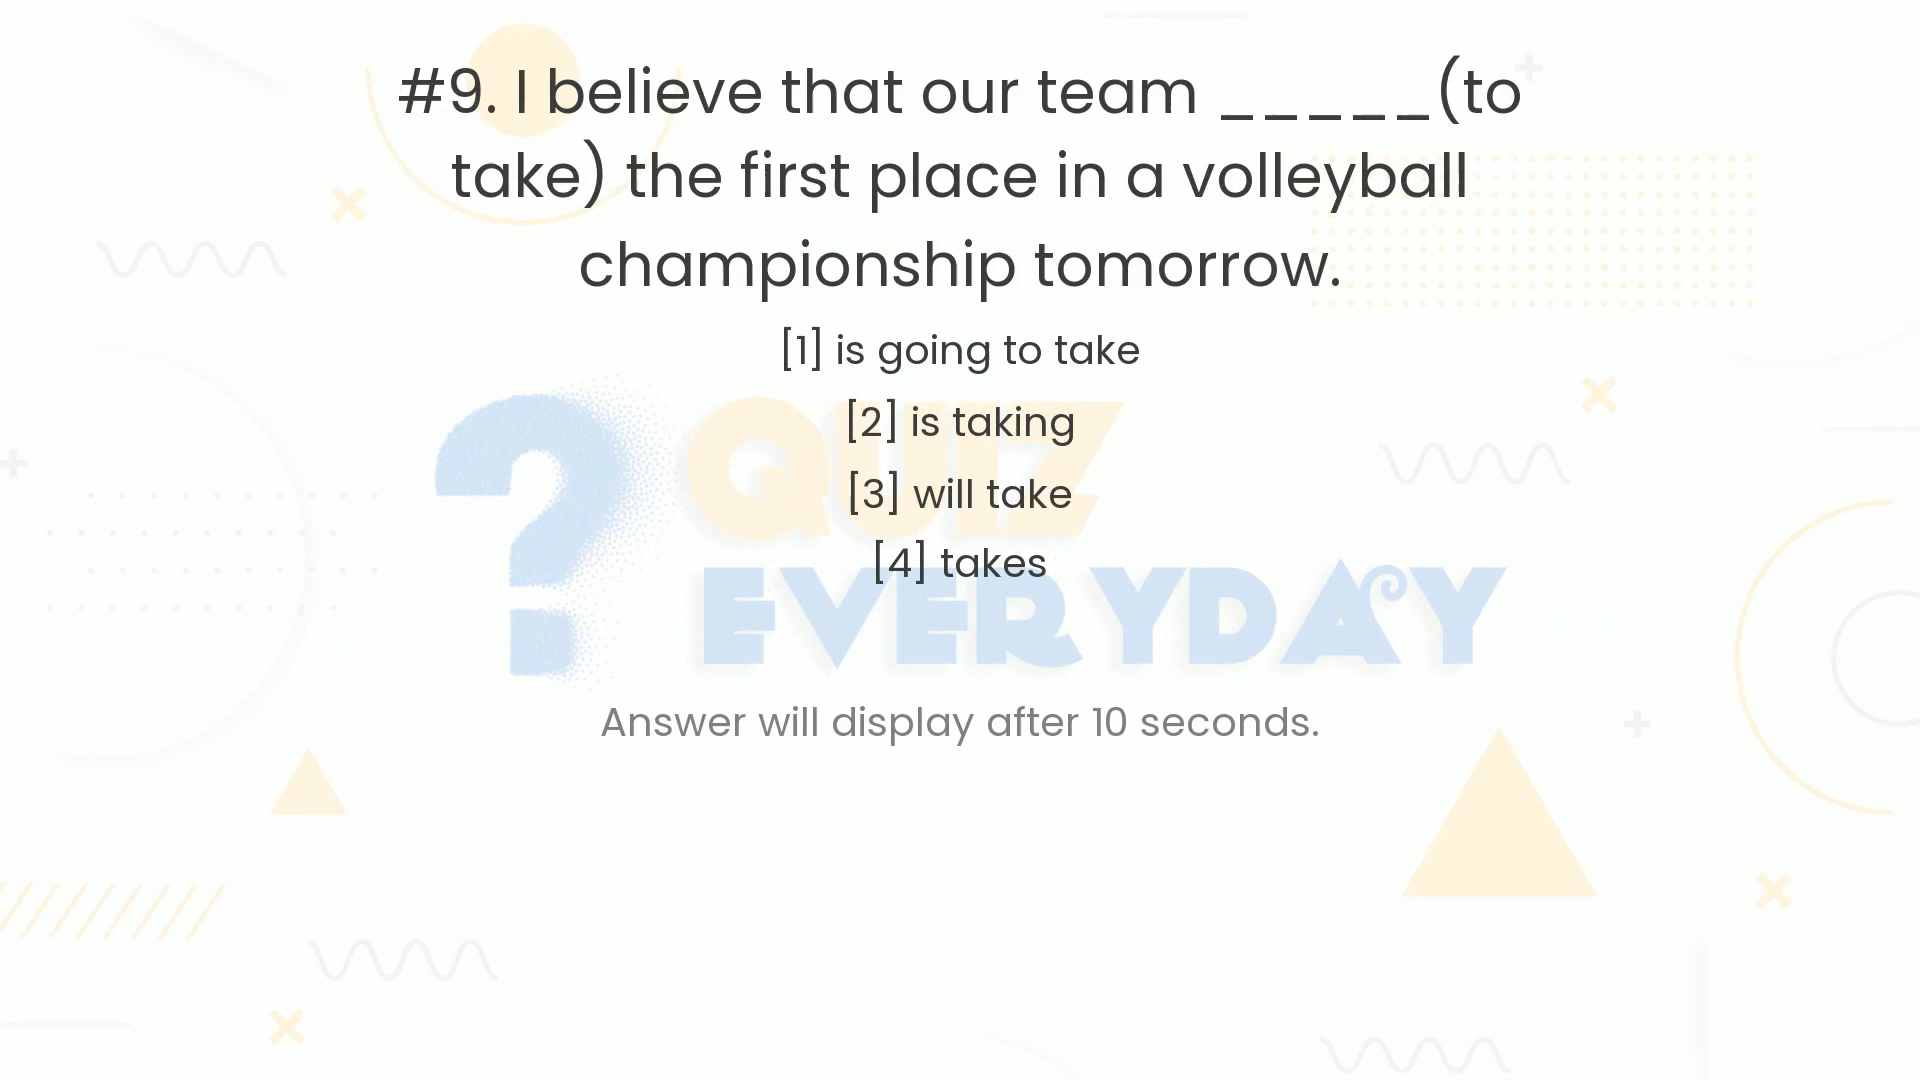 #9. I believe that our team _____(to
take) the first place in a volleyball
championship tomorrow.
[1] is going to take
[2] is taking
[3] will take
[4] takes
? QUIZ
EVERYDAY
Answer will display after 10 seconds.